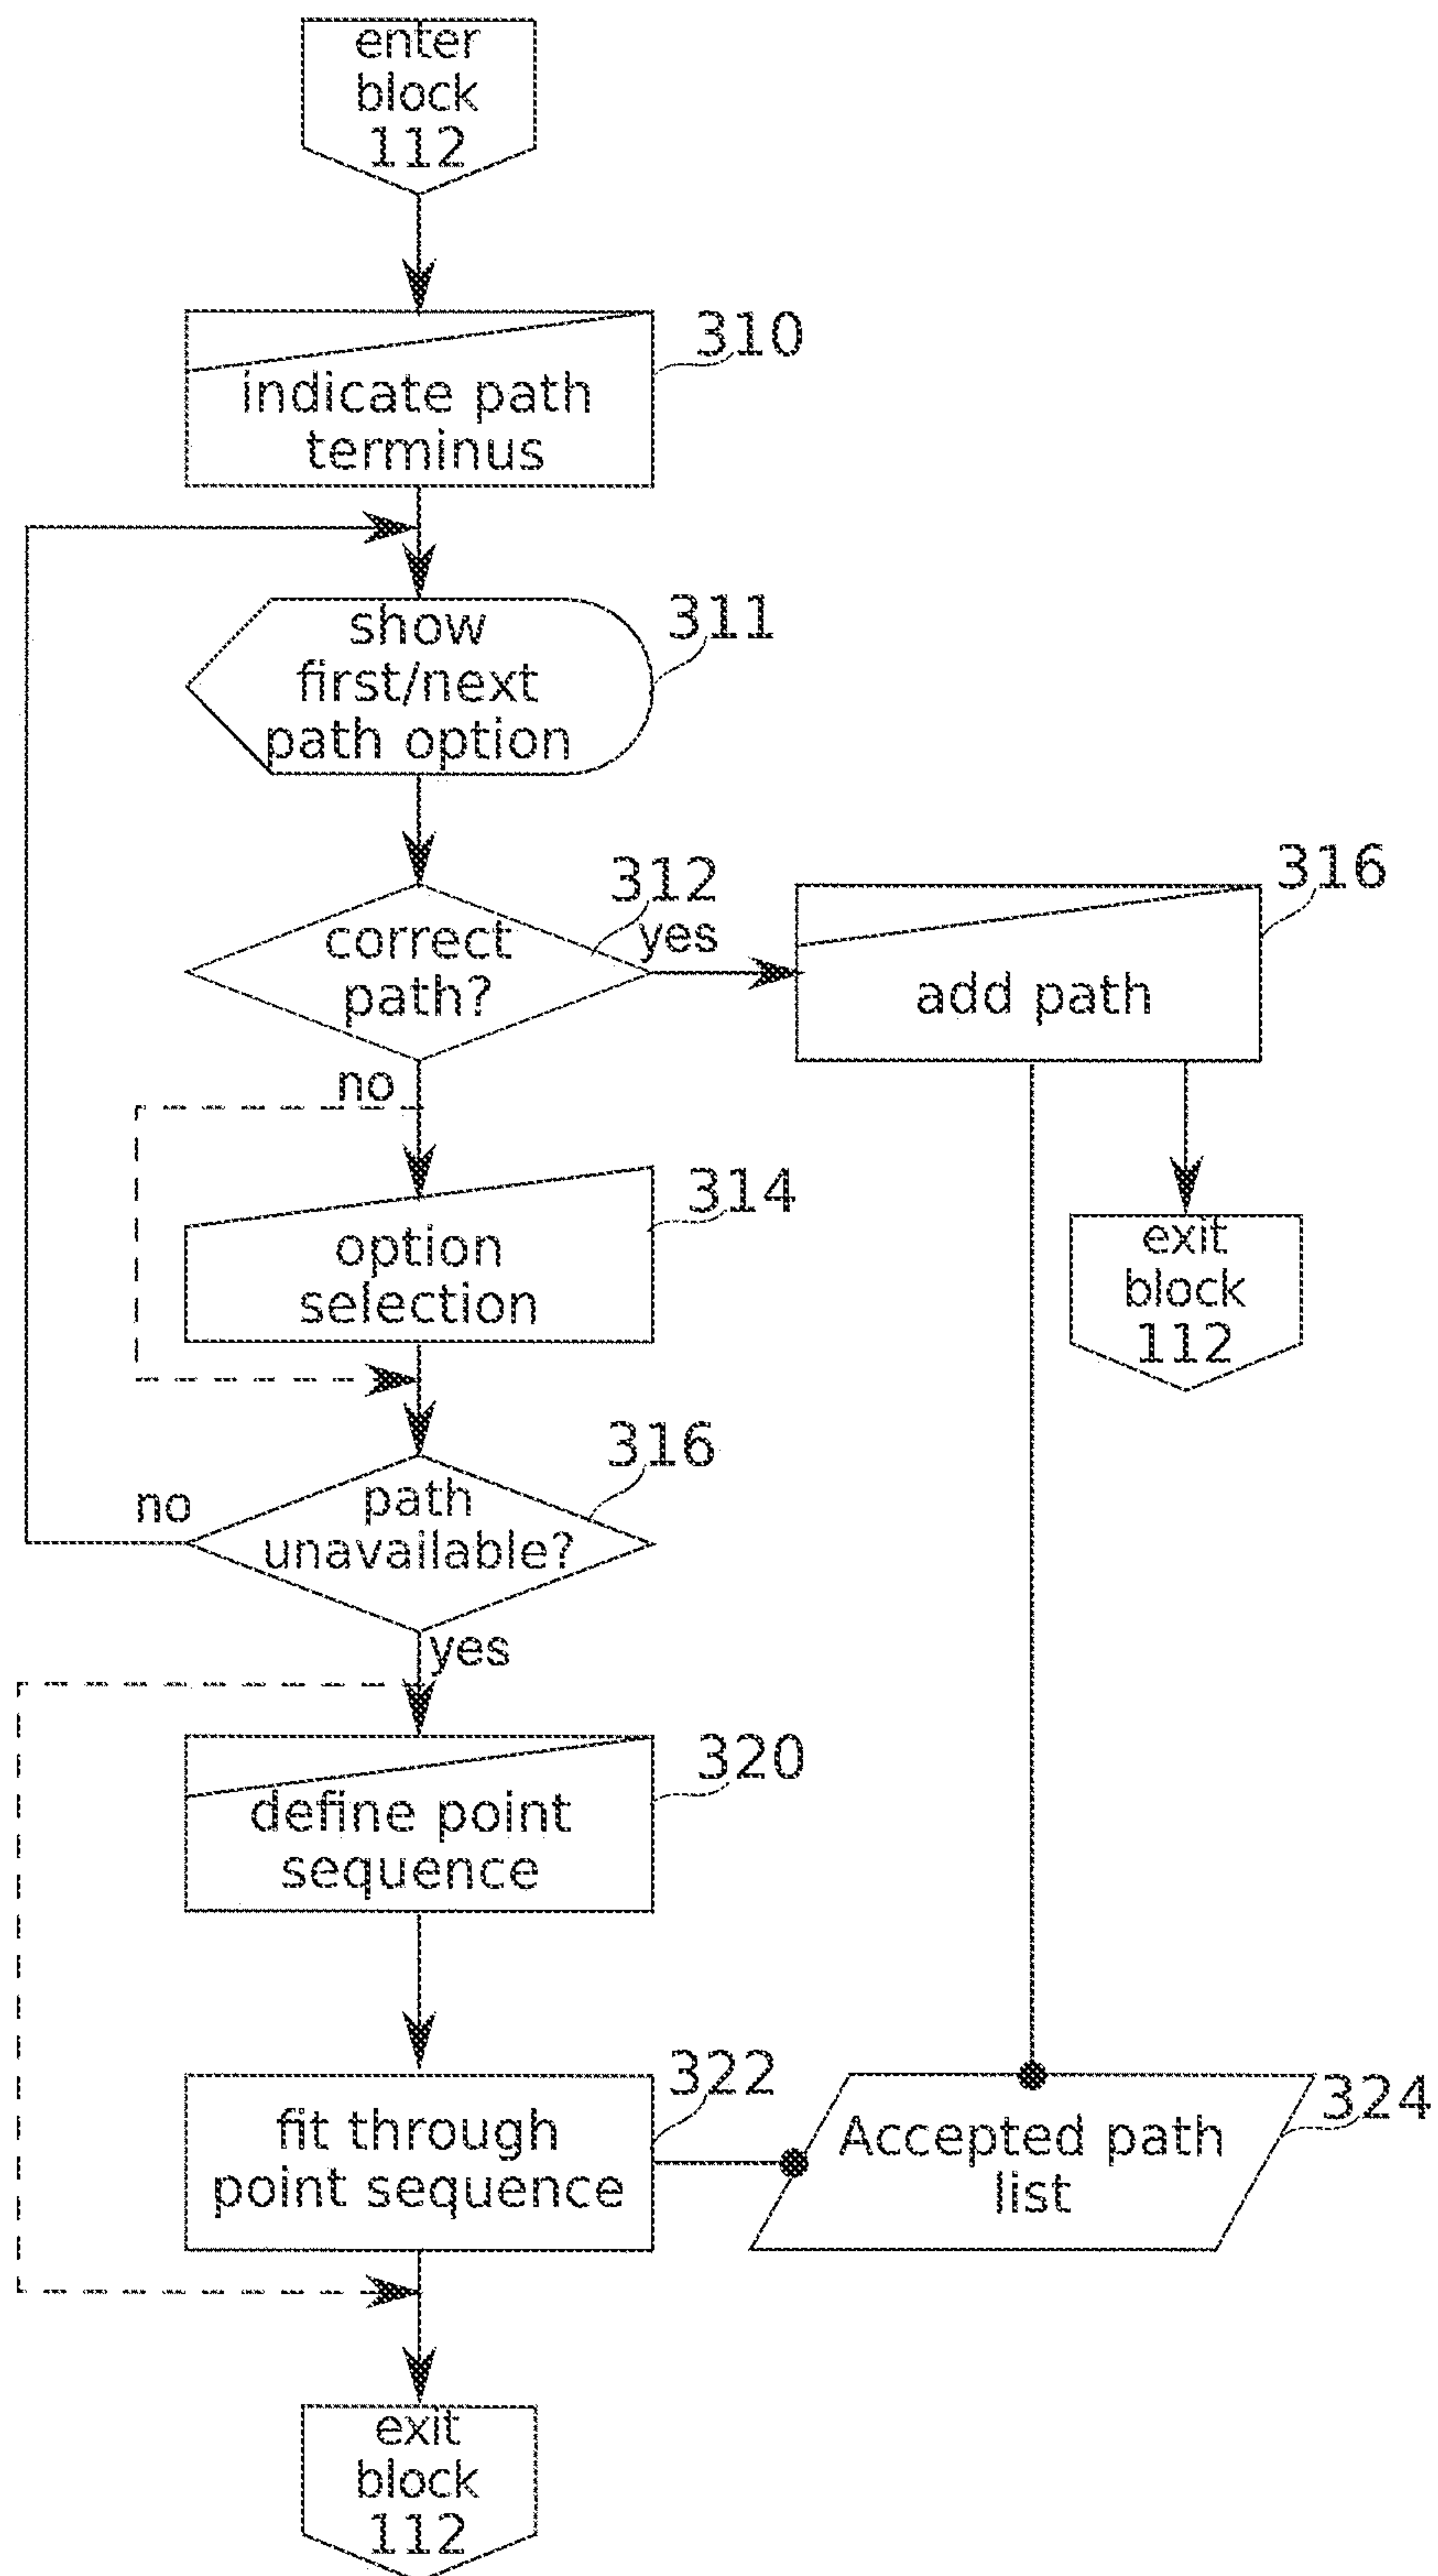 enter
block
112
310
indicate path
terminus
311
show
first/next
path option
312
correct
path?
yes
316
add path
no
314
option
selection
exit
block
112
316
path
unavailable?
no
yes
320
define point
sequence
322
fit through
point sequence
324
Accepted path
list
exit
block
112